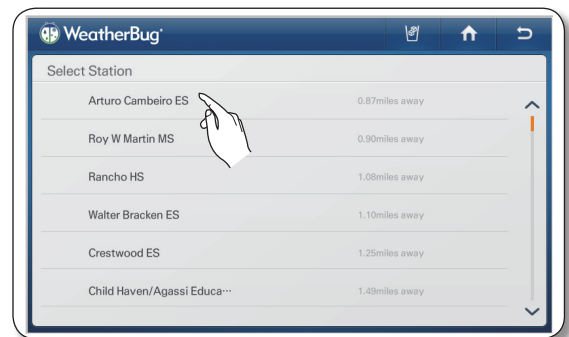 WeatherBug
Select Station
Arturo Cambeiro ES 0.87miles away
Roy W Martin MS 0.90miles away
Rancho HS 1.08miles away
Walter Bracken ES 1.10miles away
Crestwood ES 1.25miles away
Child Haven/Agassi Educa··· 1.49miles away